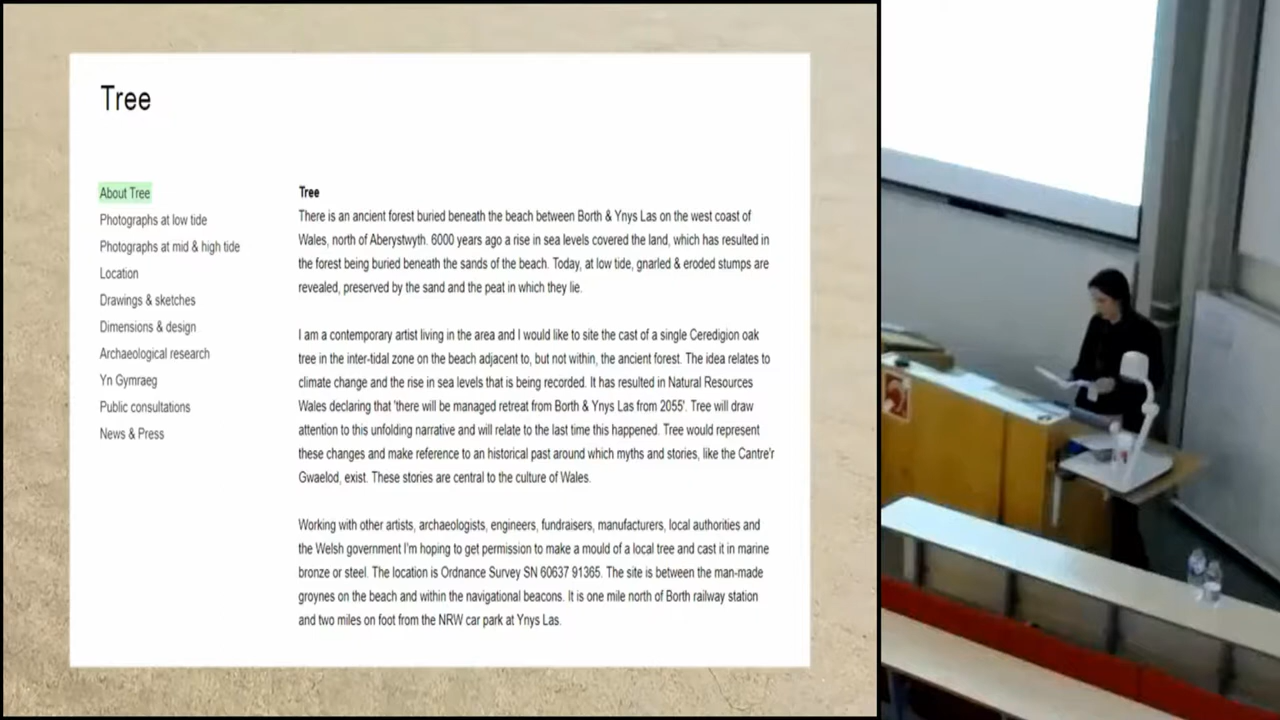 Tree
About Tree
Photographs at low tide
Photographs at mid & high tide
Location
Drawings & sketches
Dimensions & design
Archaeological research
Yn Gymraeg
Public consultations
News & Press
Tree
There is an ancient forest buried beneath the beach between Borth & Ynys Las on the west coast of
Wales, north of Aberystwyth. 6000 years ago a rise in sea levels covered the land, which has resulted in
the forest being buried beneath the sands of the beach. Today, at low tide, gnarled & eroded stumps are
revealed, preserved by the sand and the peat in which they lie.
I am a contemporary artist living in the area and I would like to site the cast of a single Ceredigion oak
tree in the inter-tidal zone on the beach adjacent to, but not within, the ancient forest. The idea relates to
climate change and the rise in sea levels that is being recorded. It has resulted in Natural Resources
Wales declaring that 'there will be managed retreat from Borth & Ynys Las from 2055'. Tree will draw
attention to this unfolding narrative and will relate to the last time this happened. Tree would represent
these changes and make reference to an historical past around which myths and stories, like the Cantre'r
Gwaelod, exist. These stories are central to the culture of Wales.
Working with other artists, archaeologists, engineers, fundraisers, manufacturers, local authorities and
the Welsh government I'm hoping to get permission to make a mould of a local tree and cast it in marine
bronze or steel. The location is Ordnance Survey SN 60637 91365. The site is between the man-made
groynes on the beach and within the navigational beacons. It is one mile north of Borth railway station
and two miles on foot from the NRW car park at Ynys Las.